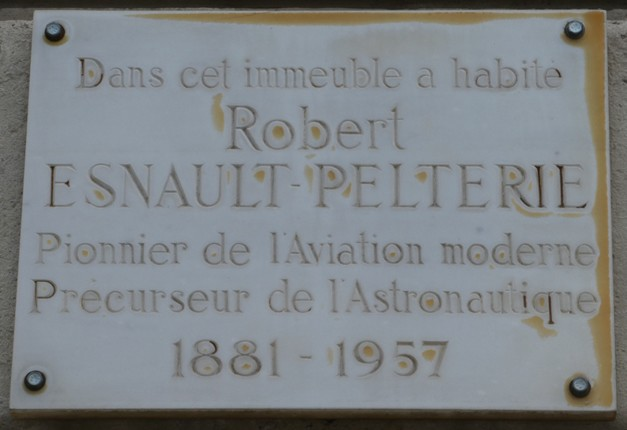 Dans cet immeuble a habité
Robert
ESNAULT-PELTERIE
Pionnier de l'Aviation moderne
Précurseur de l'Astronautique
1881 - 1957